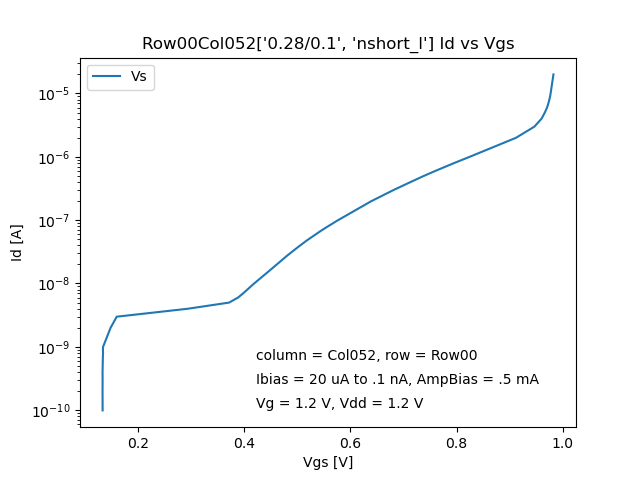 Row00Col052['0.28/0.1', 'nshort_l'] Id vs Vgs
Vs
10⁻⁵
10⁻⁶
10⁻⁷
10⁻⁸
10⁻⁹
10⁻¹⁰
Id [A]
column = Col052, row = Row00
Ibias = 20 uA to .1 nA, AmpBias = .5 mA
Vg = 1.2 V, Vdd = 1.2 V
0.2 0.4 0.6 0.8 1.0
Vgs [V]